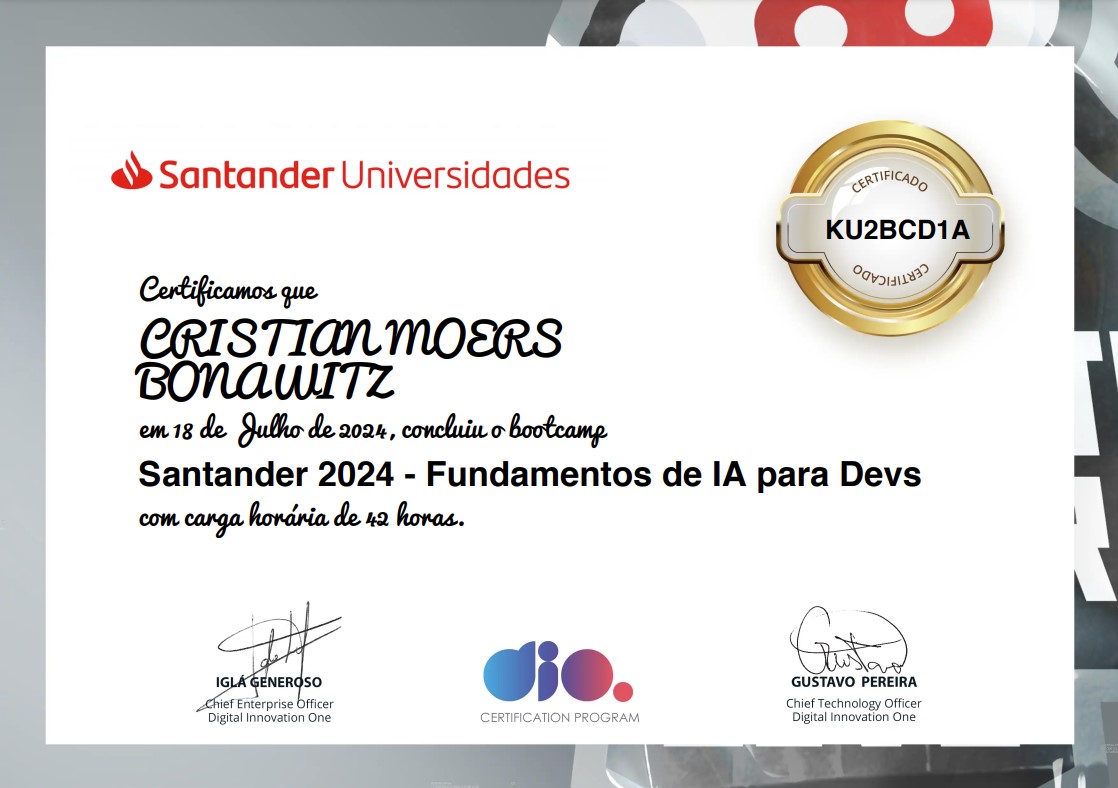 Santander Universidades
CERTIFICADO
KU2BCD1A
CERTIFICADO
Certificamos que
CRISTIAN MOERS
BONAWITZ
em 18 de Julho de 2024, concluiu o bootcamp
Santander 2024 - Fundamentos de IA para Devs
com carga horária de 42 horas.
IGLÁ GENEROSO
Chief Enterprise Officer
Digital Innovation One
dio.
CERTIFICATION PROGRAM
Gustavo
GUSTAVO PEREIRA
Chief Technology Officer
Digital Innovation One